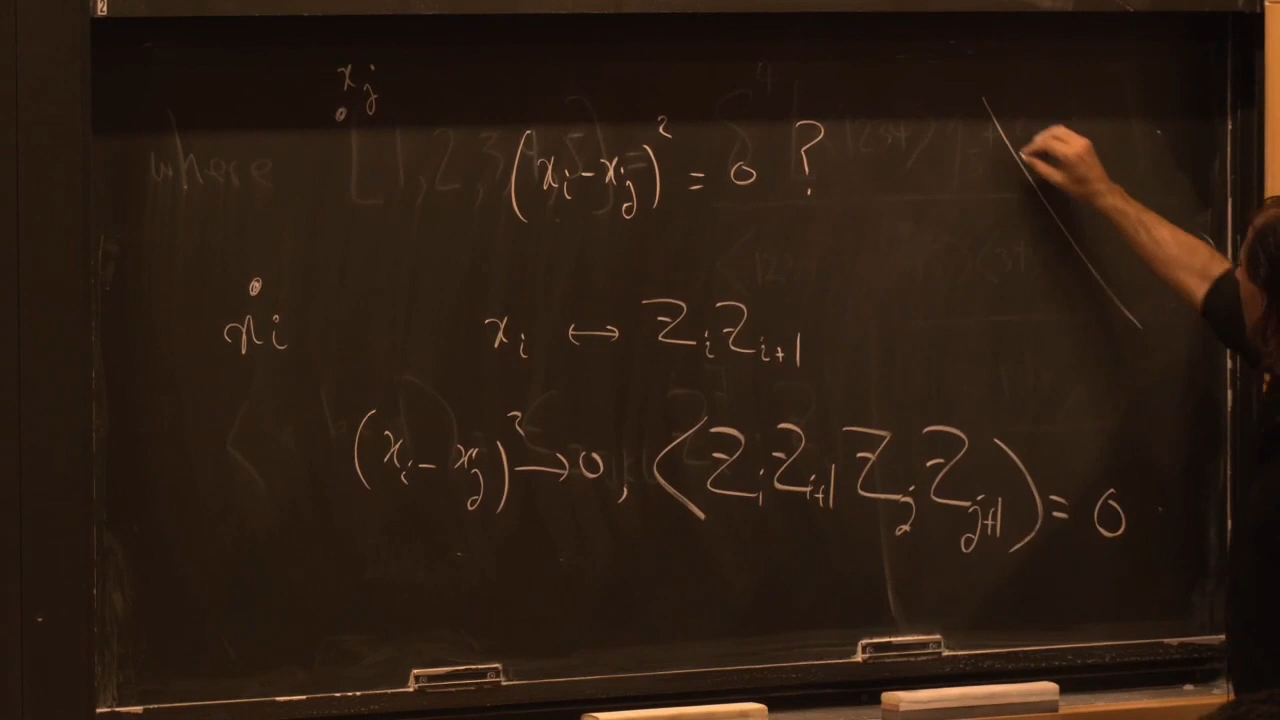 x_j
(x_i - x_j)^2 = 0 ?
where
x_i
x_i ↔ Z_i Z_{i+1}
(x_i - x_j)^2 → 0, ⟨Z_i Z_{i+1} Z_j Z_{j+1}⟩ = 0